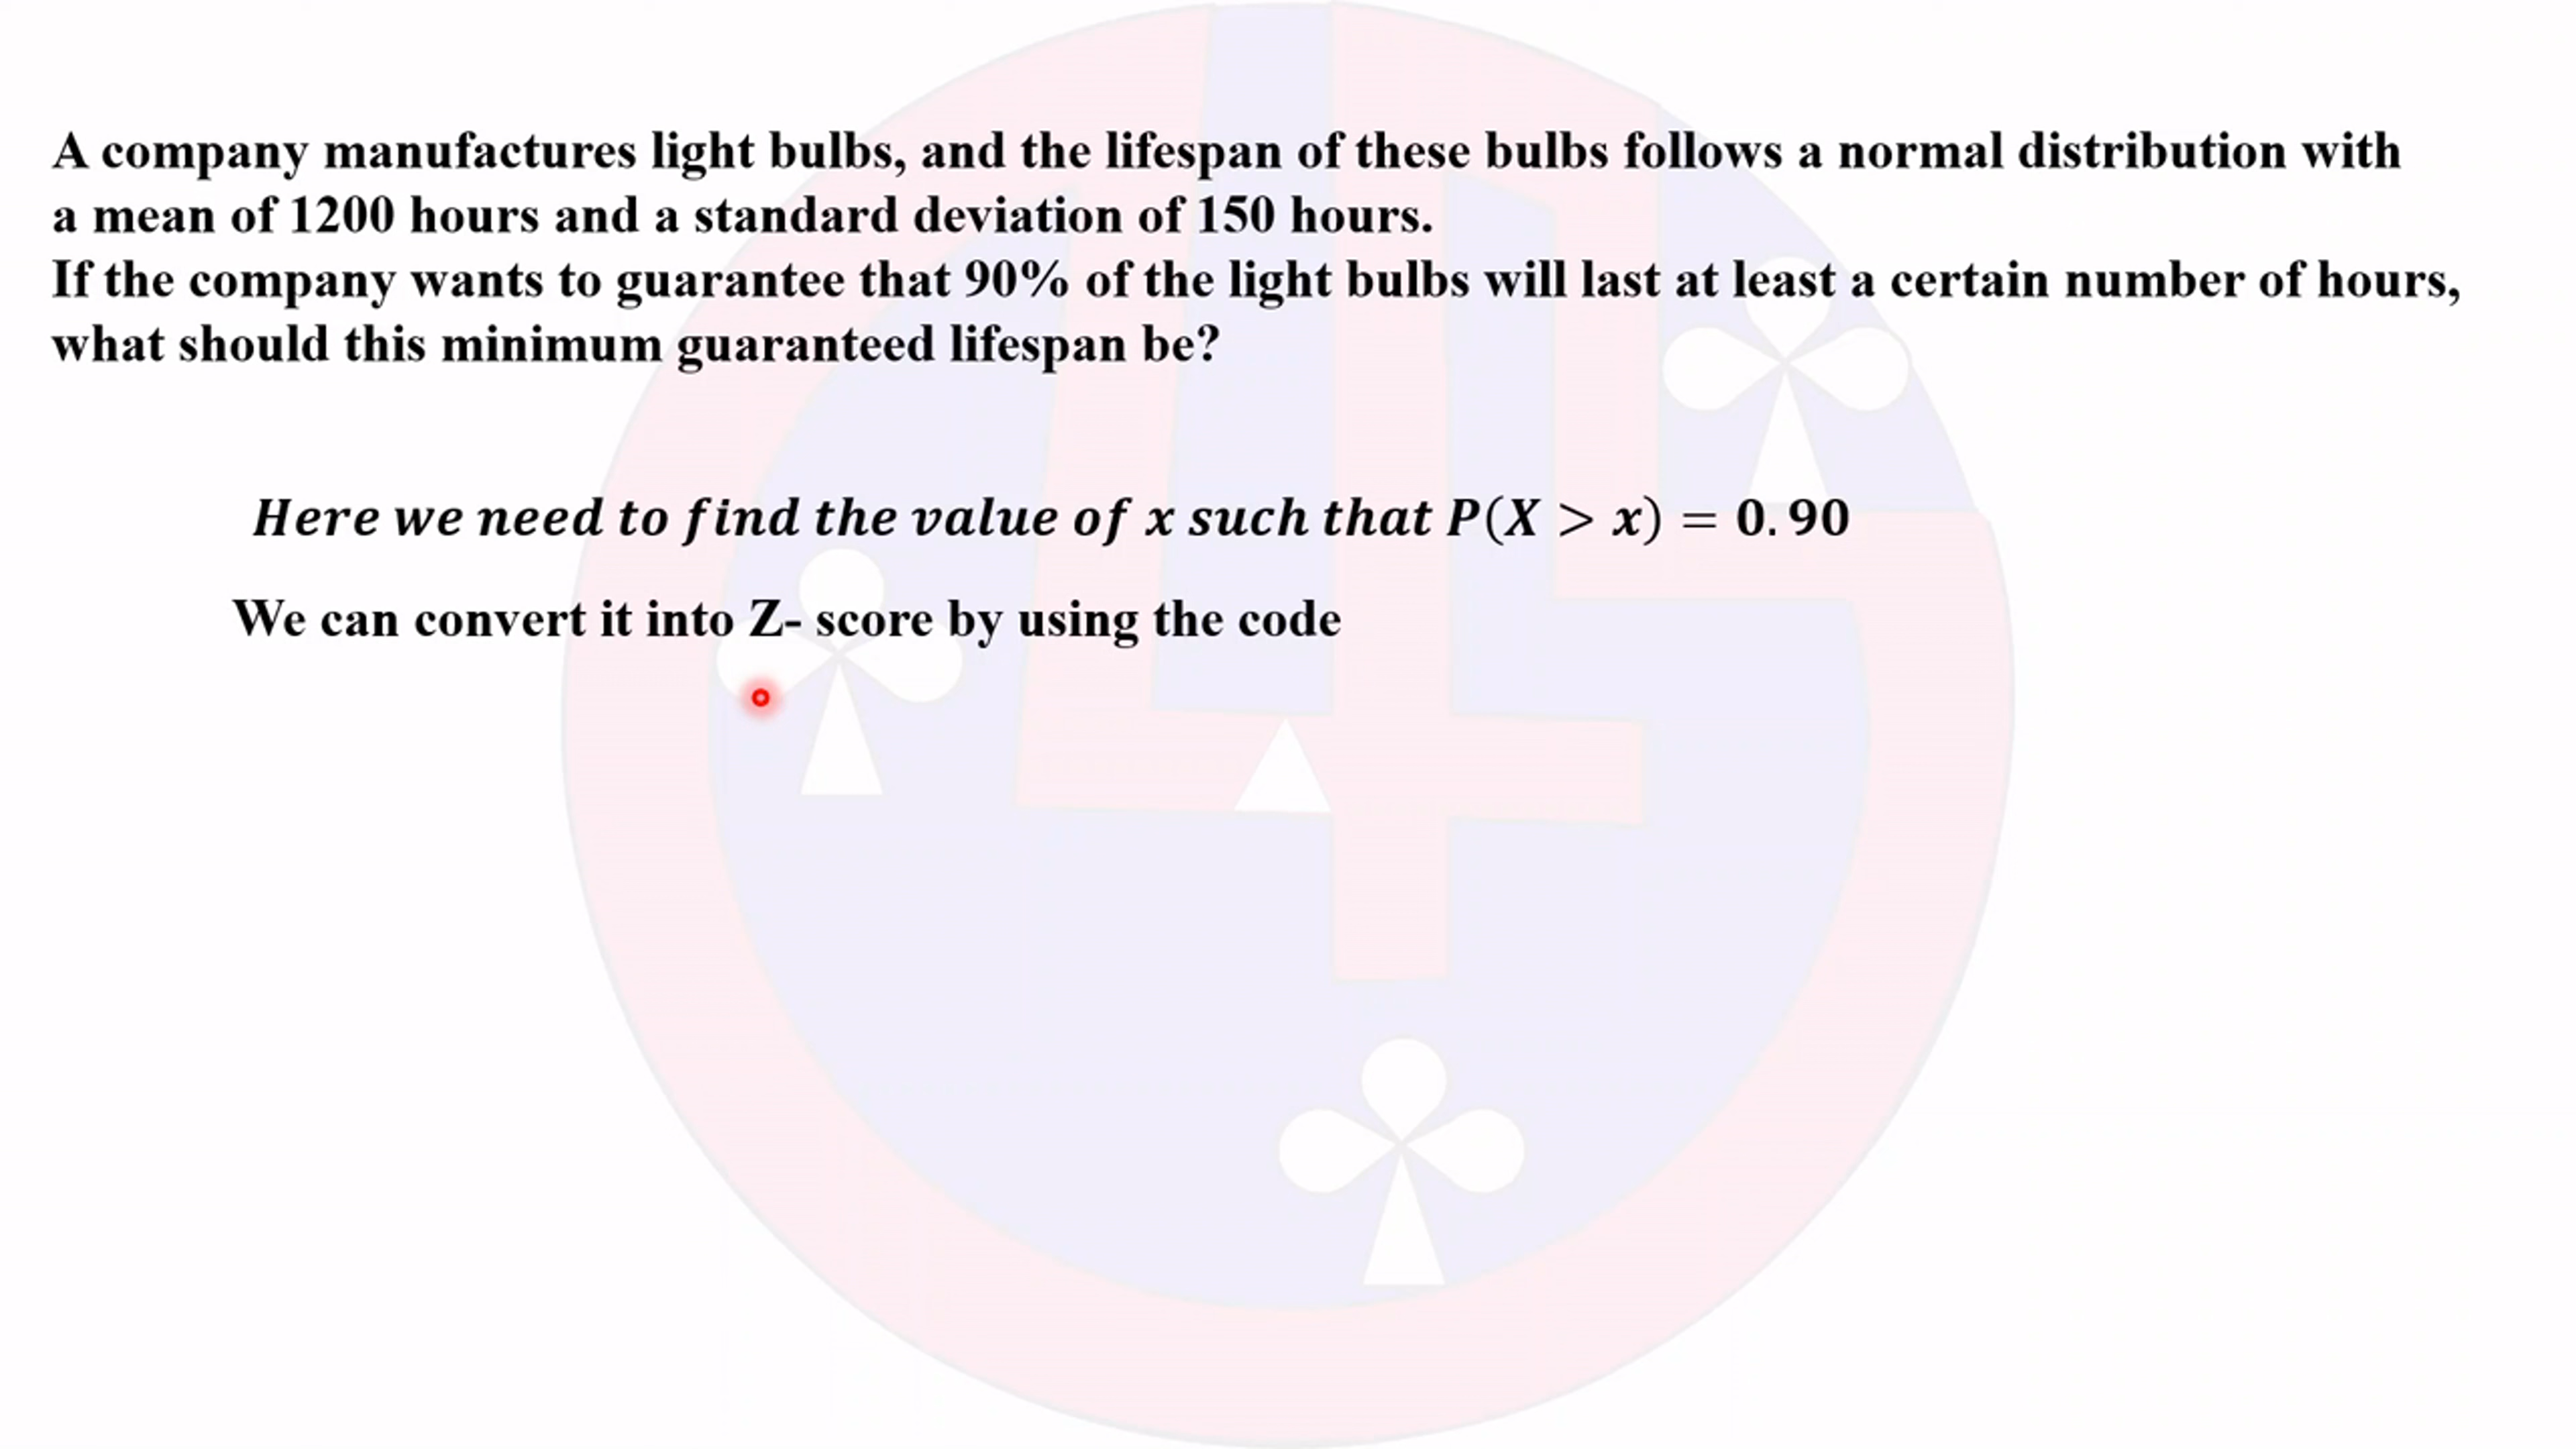 A company manufactures light bulbs, and the lifespan of these bulbs follows a normal distribution with
a mean of 1200 hours and a standard deviation of 150 hours.
If the company wants to guarantee that 90% of the light bulbs will last at least a certain number of hours,
what should this minimum guaranteed lifespan be?
Here we need to find the value of x such that P(X > x) = 0.90
We can convert it into Z- score by using the code